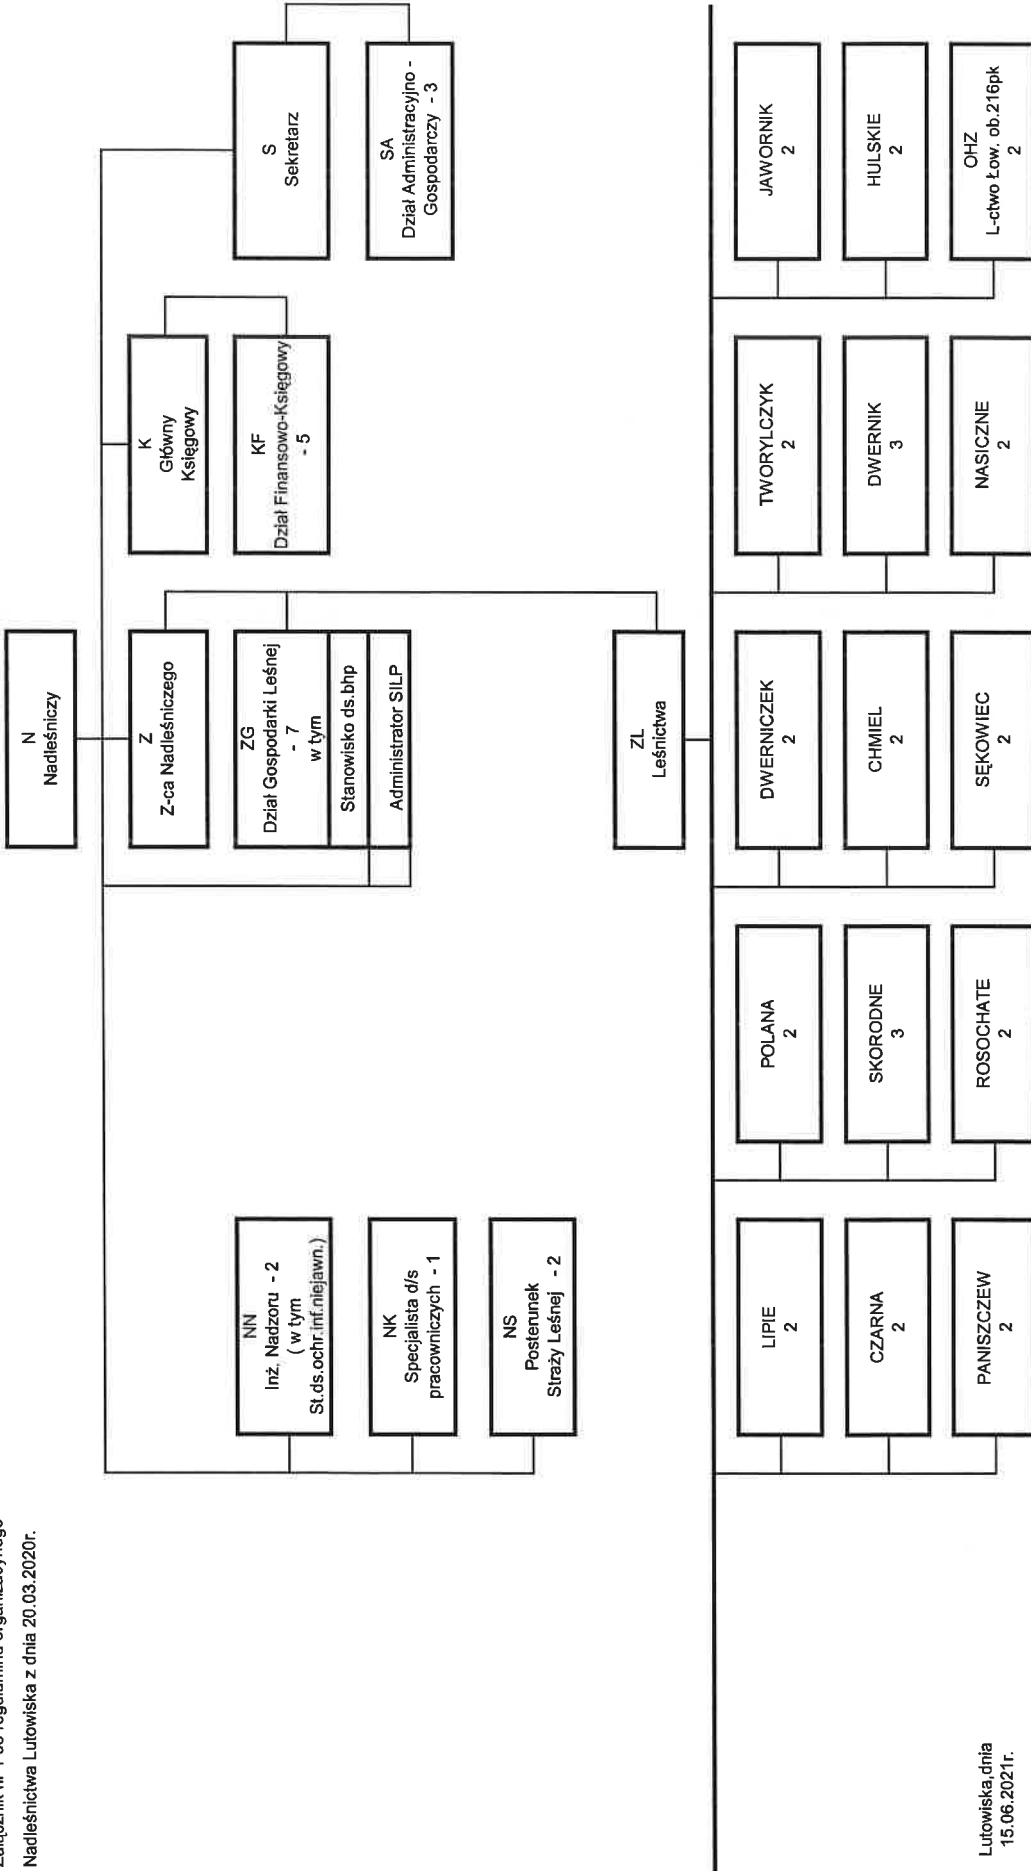 Załącznik nr 1 do regulaminu organizacyjnego
Nadleśnictwa Lutowiska z dnia 20.03.2020r.
N
Nadleśniczy
Z
Z-ca Nadleśniczego
K
Główny
Księgowy
S
Sekretarz
NN
Inż. Nadzoru - 2
( w tym
St.ds.ochr.inf.niejawn.)
ZG
Dział Gospodarki Leśnej
- 7
w tym
Stanowisko ds.bhp
Administrator SILP
KF
Dział Finansowo-Księgowy
- 5
SA
Dział Administracyjno -
Gospodarczy - 3
NK
Specjalista d/s
pracowniczych - 1
NS
Posterunek
Straży Leśnej - 2
ZL
Leśnictwa
LIPIE
2
POLANA
2
DWERNICZEK
2
TWORYLCZYK
2
JAWORNIK
2
CZARNA
2
SKORODNE
3
CHMIEL
2
DWERNIK
3
HULSKIE
2
PANISZCZEW
2
ROSOCHATE
2
SĘKOWIEC
2
NASICZNE
2
OHZ
L-ctwo Łow. ob.216pk
2
Lutowiska,dnia
15.06.2021r.